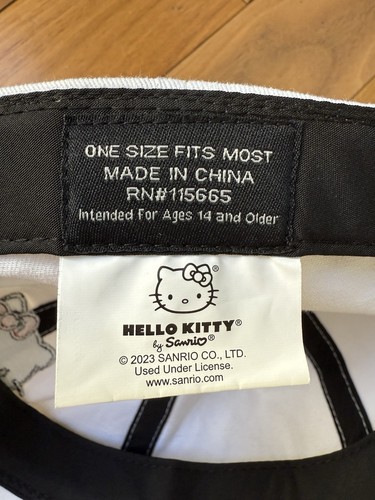 ONE SIZE FITS MOST
MADE IN CHINA
RN#115665
Intended For Ages 14 and Older
®
HELLO KITTY®
by Sanrio
© 2023 SANRIO CO., LTD.
Used Under License.
www.sanrio.com